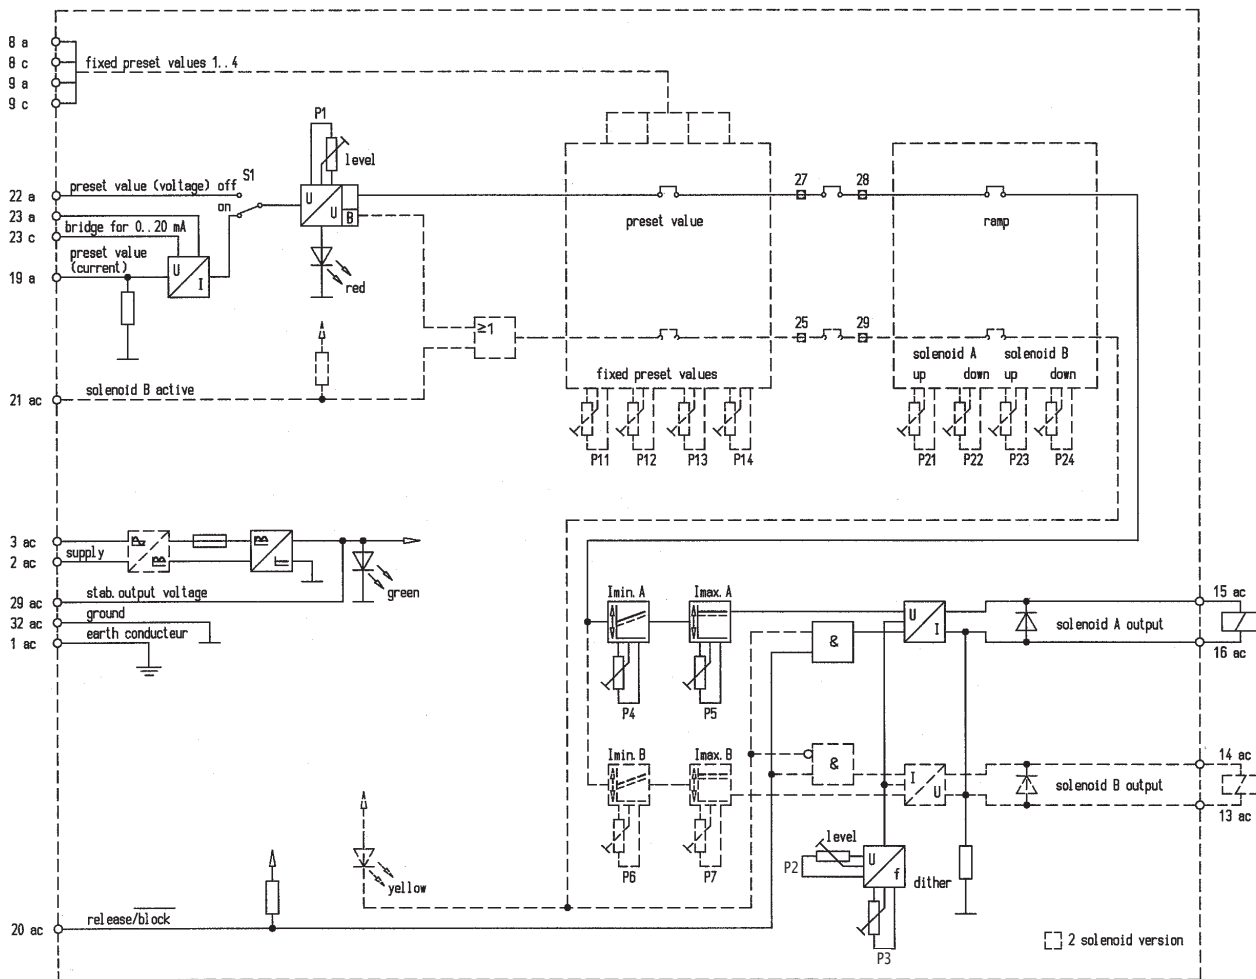 8 a
8 c
fixed preset values 1..4
9 a
9 c
P1
level
S1
22 a
preset value (voltage) off
U
U
B
27
28
23 a
on
preset value
ramp
bridge for 0..20 mA
23 c
preset value
(current)
19 a
U
I
red
≥1
25
29
solenoid A
solenoid B
up
down
up
down
fixed preset values
21 ac
solenoid B active
P11
P12
P13
P14
P21
P22
P23
P24
3 ac
supply
2 ac
green
29 ac
stab. output voltage
32 ac
ground
1 ac
earth conducteur
Imin. A
Imax. A
15 ac
U
I
solenoid A output
&
16 ac
P4
P5
Imin. B
Imax. B
14 ac
&
I
U
solenoid B output
13 ac
P6
P7
level
U
f
P2
dither
yellow
release/block
20 ac
P3
2 solenoid version